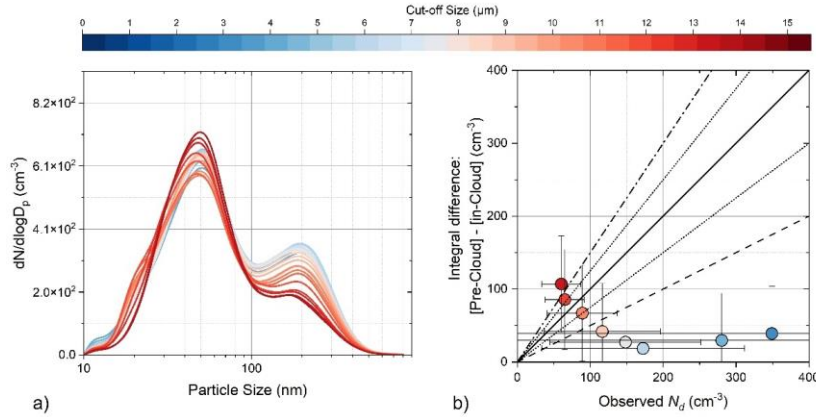 Cut-off Size (μm)
0 1 2 3 4 5 6 7 8 9 10 11 12 13 14 15
8.2×10²
6.1×10²
4.1×10²
2.0×10²
0.0
dN/dlogDp (cm⁻³)
10 100
Particle Size (nm)
a)
400
300
200
100
0
Integral difference:
[Pre-Cloud] - [in-Cloud] (cm⁻³)
0 100 200 300 400
Observed Nd (cm⁻³)
b)